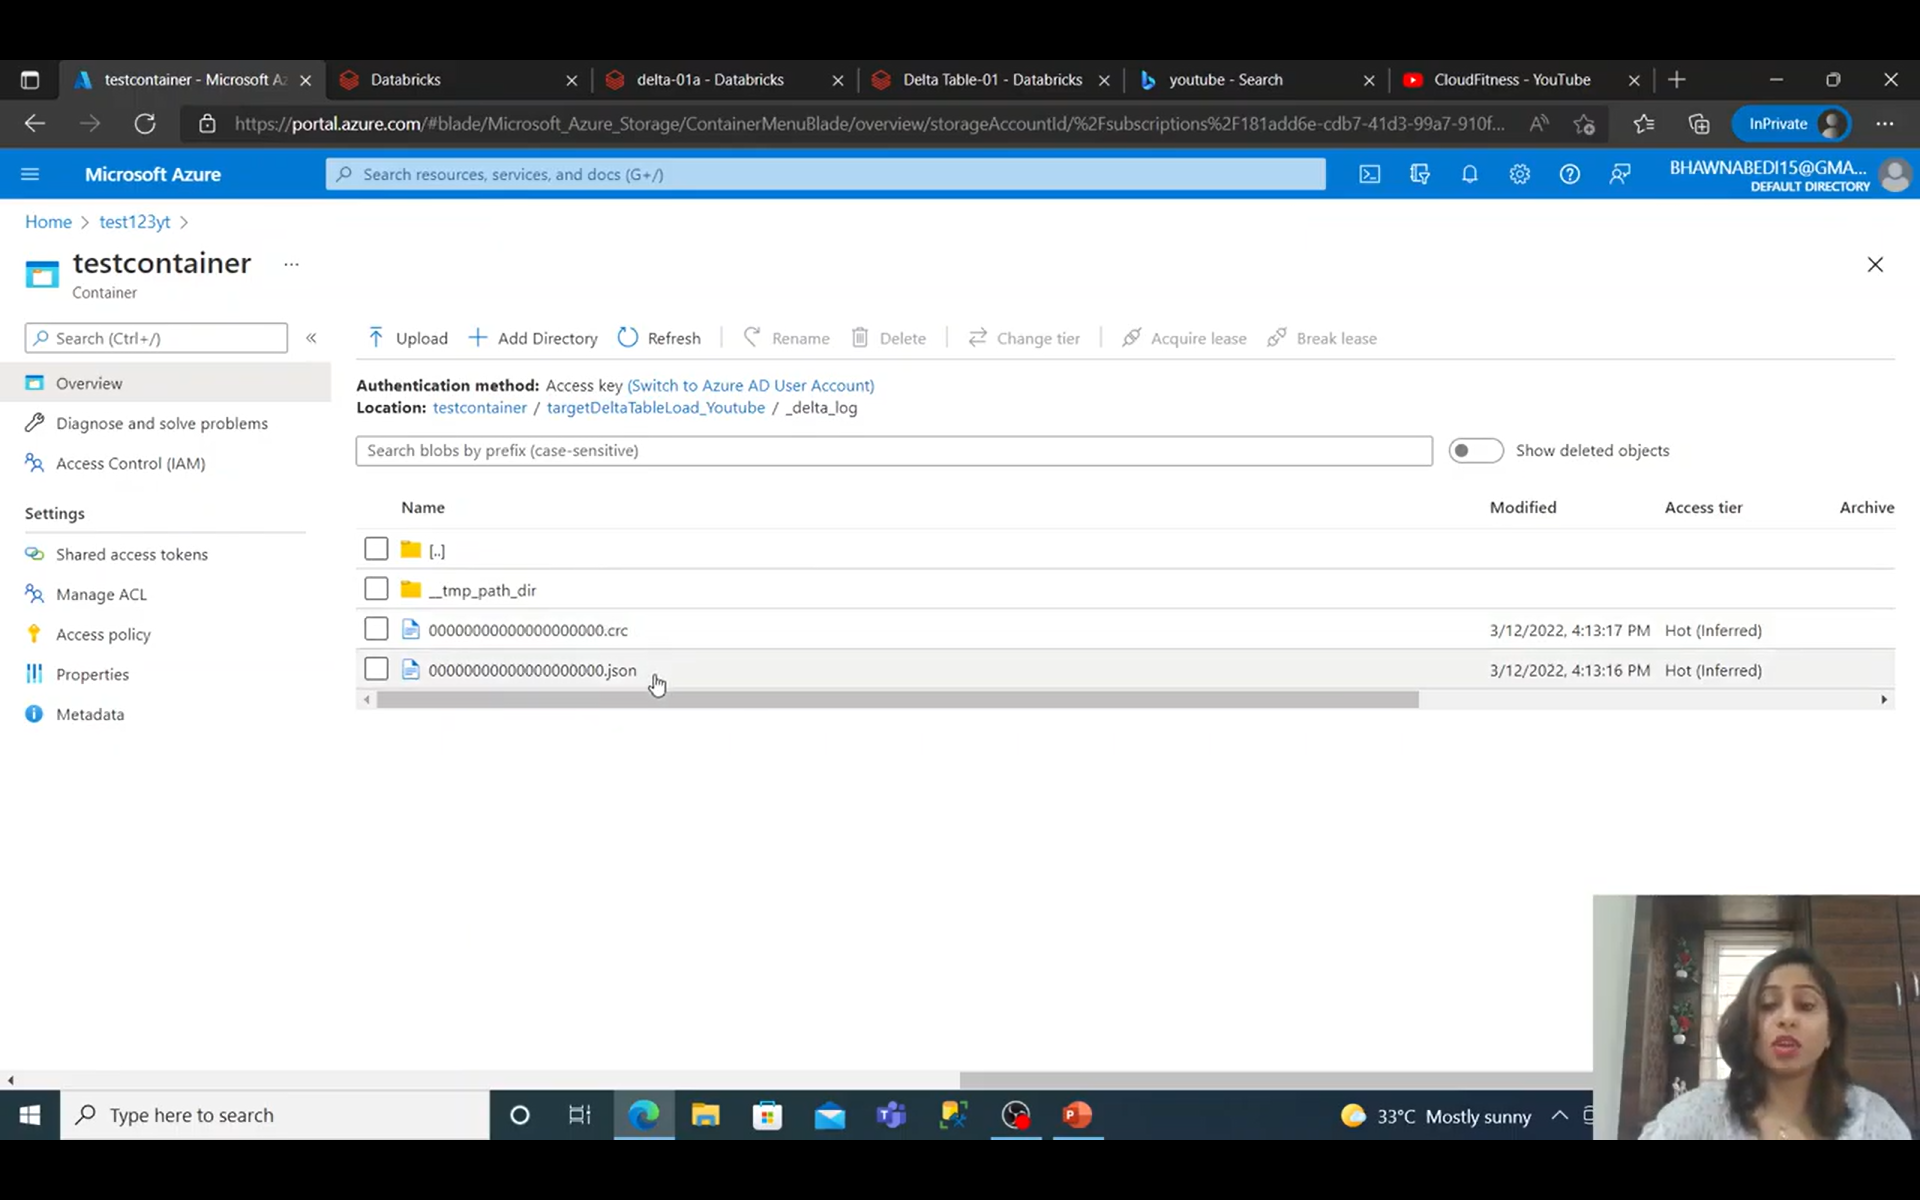 testcontainer - Microsoft Az
Databricks
delta-01a - Databricks
Delta Table-01 - Databricks
youtube - Search
CloudFitness - YouTube
https://portal.azure.com/#blade/Microsoft_Azure_Storage/ContainerMenuBlade/overview/storageAccountId/%2Fsubscriptions%2F181add6e-cdb7-41d3-99a7-910f...
InPrivate
Microsoft Azure
Search resources, services, and docs (G+/)
BHAWNABEDI15@GMA...
DEFAULT DIRECTORY
Home > test123yt >
testcontainer ...
Container
Search (Ctrl+/)
Overview
Diagnose and solve problems
Access Control (IAM)
Settings
Shared access tokens
Manage ACL
Access policy
Properties
Metadata
Upload
Add Directory
Refresh
Rename
Delete
Change tier
Acquire lease
Break lease
Authentication method: Access key (Switch to Azure AD User Account)
Location: testcontainer / targetDeltaTableLoad_Youtube / _delta_log
Search blobs by prefix (case-sensitive)
Show deleted objects
Name Modified Access tier Archive
[..]
__tmp_path_dir
00000000000000000000.crc 3/12/2022, 4:13:17 PM Hot (Inferred)
00000000000000000000.json 3/12/2022, 4:13:16 PM Hot (Inferred)
Type here to search
33°C Mostly sunny